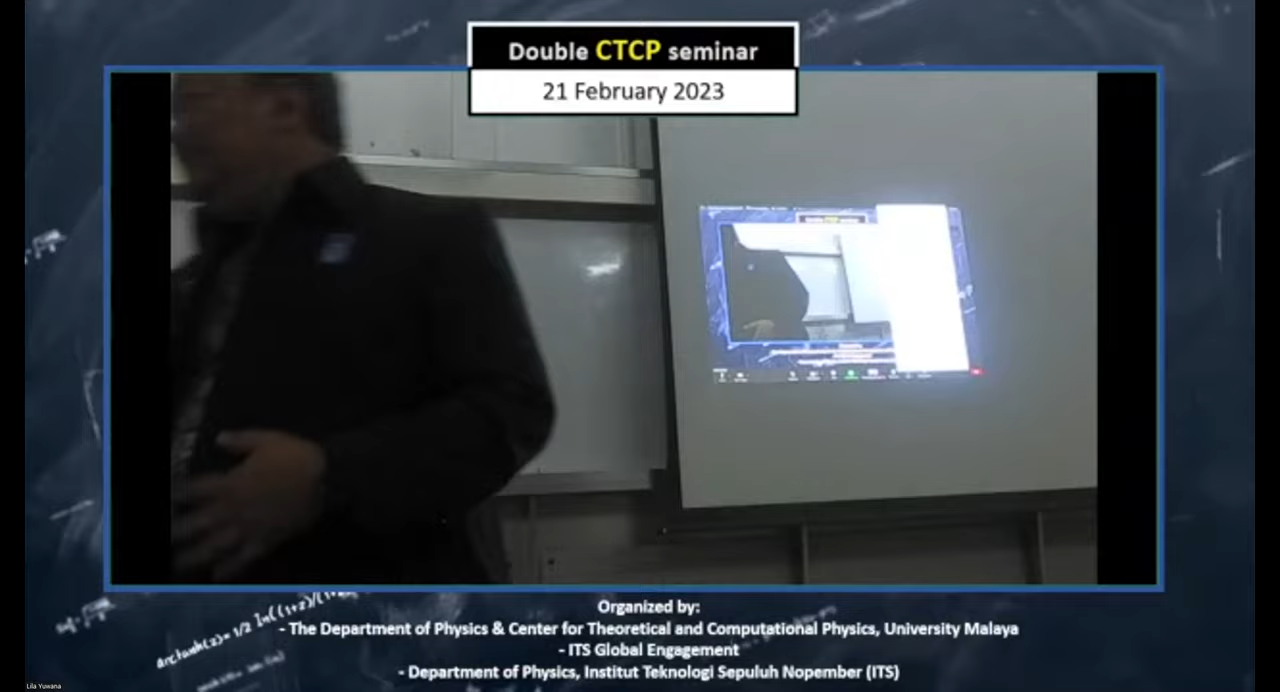 Double CTCP seminar
21 February 2023
Organized by:
- The Department of Physics & Center for Theoretical and Computational Physics, University Malaya
- ITS Global Engagement
- Department of Physics, Institut Teknologi Sepuluh Nopember (ITS)
Lila Yuwana